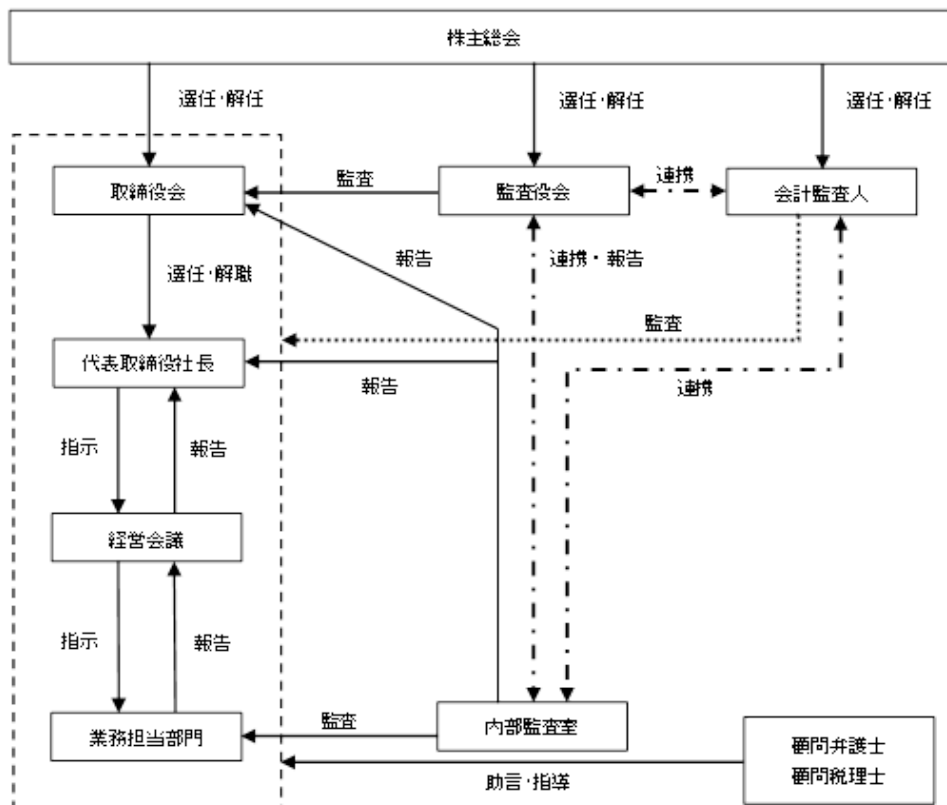 株主総会
選任・解任
選任・解任
選任・解任
取締役会
監査
監査役会
連携
会計監査人
選任・解職
報告
連携・報告
監査
代表取締役社長
報告
連携
指示
報告
経営会議
指示
報告
業務担当部門
監査
内部監査室
顧問弁護士
顧問税理士
助言・指導